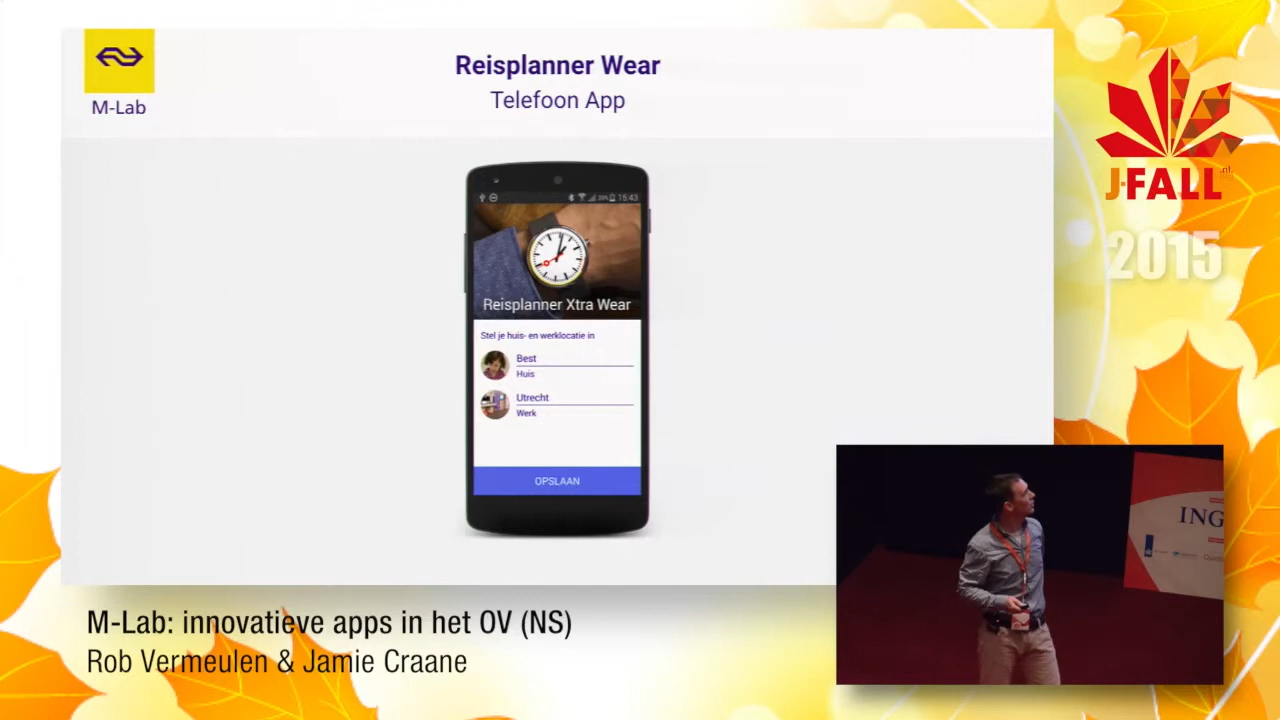 M-Lab
Reisplanner Wear
Telefoon App
15:43
Reisplanner Xtra Wear
Stel je huis- en werklocatie in
Best
Huis
Utrecht
Werk
OPSLAAN
J-FALL
.nl
2015
ING
M-Lab: innovatieve apps in het OV (NS)
Rob Vermeulen & Jamie Craane